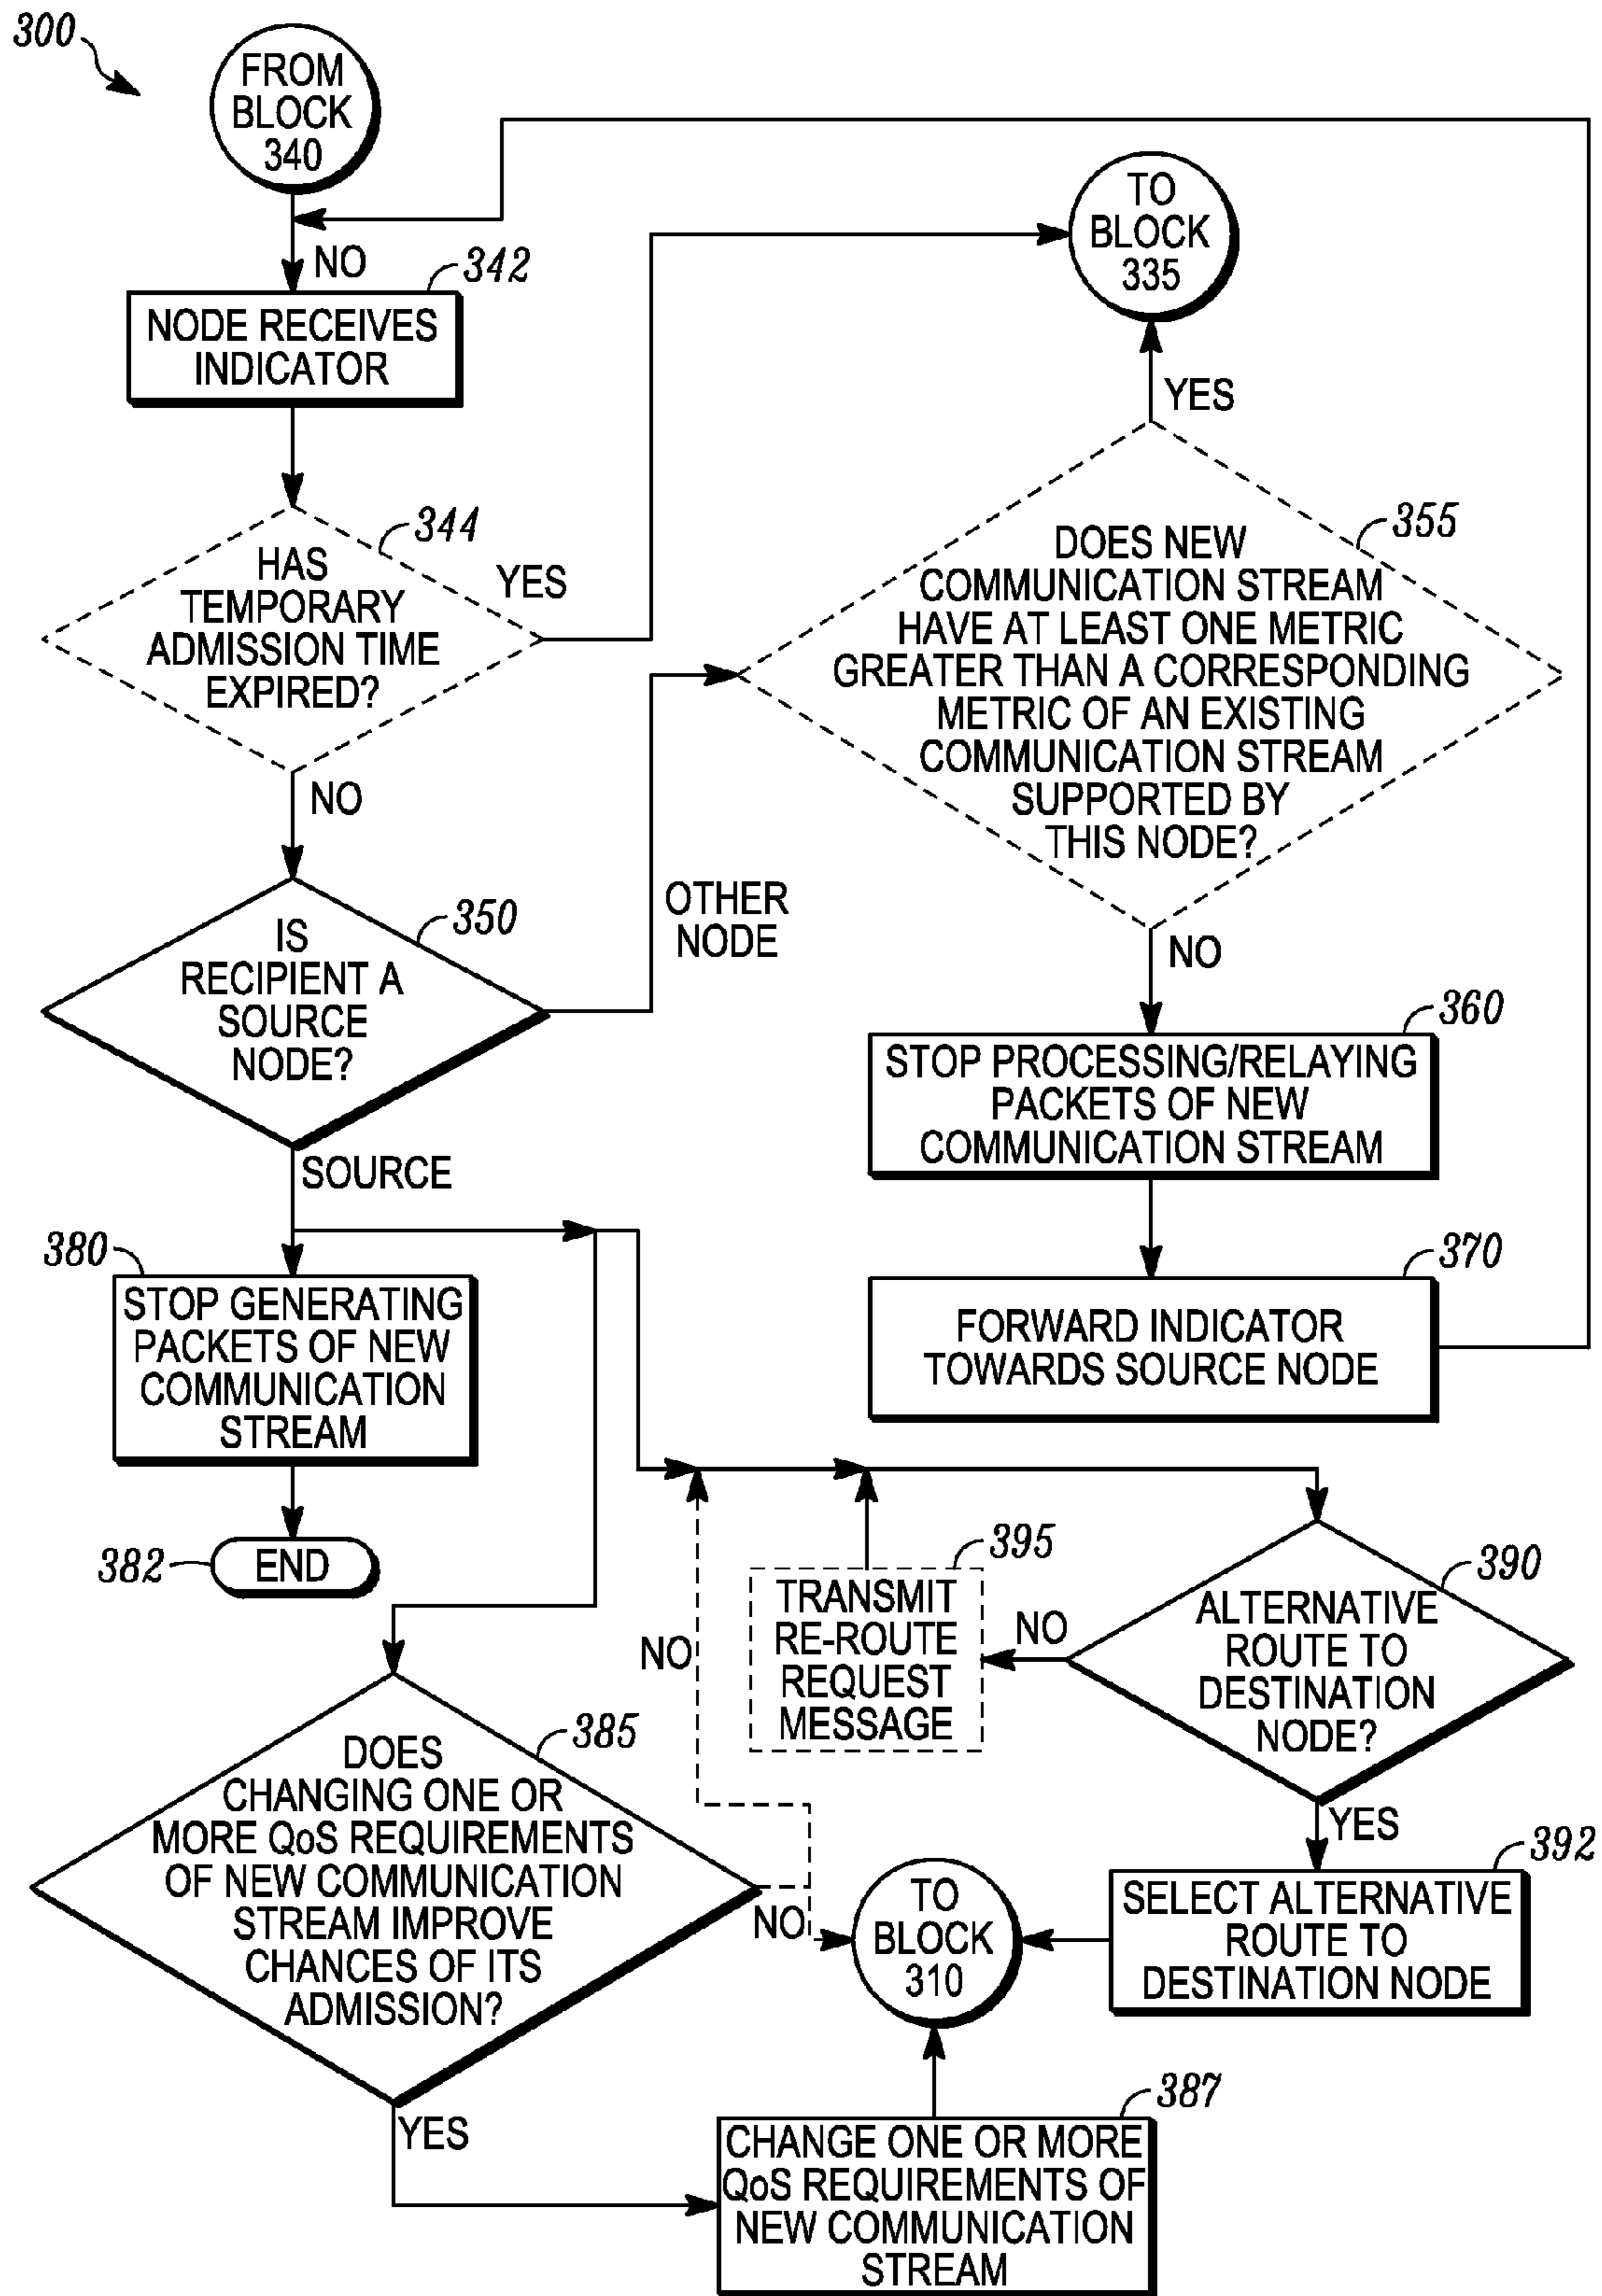 300
FROM
BLOCK
340
NO
342
NODE RECEIVES
INDICATOR
344
HAS
TEMPORARY
ADMISSION TIME
EXPIRED?
YES
NO
TO
BLOCK
335
YES
355
DOES NEW
COMMUNICATION STREAM
HAVE AT LEAST ONE METRIC
GREATER THAN A CORRESPONDING
METRIC OF AN EXISTING
COMMUNICATION STREAM
SUPPORTED BY
THIS NODE?
NO
350
IS
RECIPIENT A
SOURCE
NODE?
OTHER
NODE
SOURCE
360
STOP PROCESSING/RELAYING
PACKETS OF NEW
COMMUNICATION STREAM
370
FORWARD INDICATOR
TOWARDS SOURCE NODE
380
STOP GENERATING
PACKETS OF NEW
COMMUNICATION
STREAM
382
END
395
TRANSMIT
RE-ROUTE
REQUEST
MESSAGE
NO
NO
390
ALTERNATIVE
ROUTE TO
DESTINATION
NODE?
YES
392
SELECT ALTERNATIVE
ROUTE TO
DESTINATION NODE
385
DOES
CHANGING ONE OR
MORE QoS REQUIREMENTS
OF NEW COMMUNICATION
STREAM IMPROVE
CHANCES OF ITS
ADMISSION?
NO
TO
BLOCK
310
YES
387
CHANGE ONE OR MORE
QoS REQUIREMENTS OF
NEW COMMUNICATION
STREAM